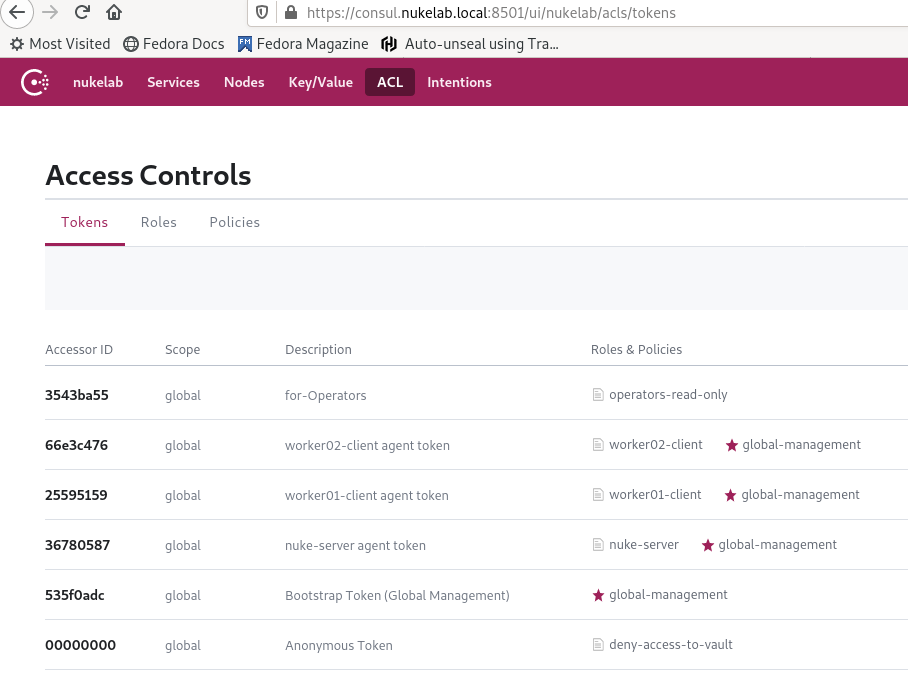 https://consul.nukelab.local:8501/ui/nukelab/acls/tokens
Most Visited Fedora Docs FM Fedora Magazine Auto-unseal using Tra...
nukelab Services Nodes Key/Value ACL Intentions
Access Controls
Tokens Roles Policies
Accessor ID Scope Description Roles & Policies
3543ba55 global for-Operators operators-read-only
66e3c476 global worker02-client agent token worker02-client global-management
25595159 global worker01-client agent token worker01-client global-management
36780587 global nuke-server agent token nuke-server global-management
535f0adc global Bootstrap Token (Global Management) global-management
00000000 global Anonymous Token deny-access-to-vault